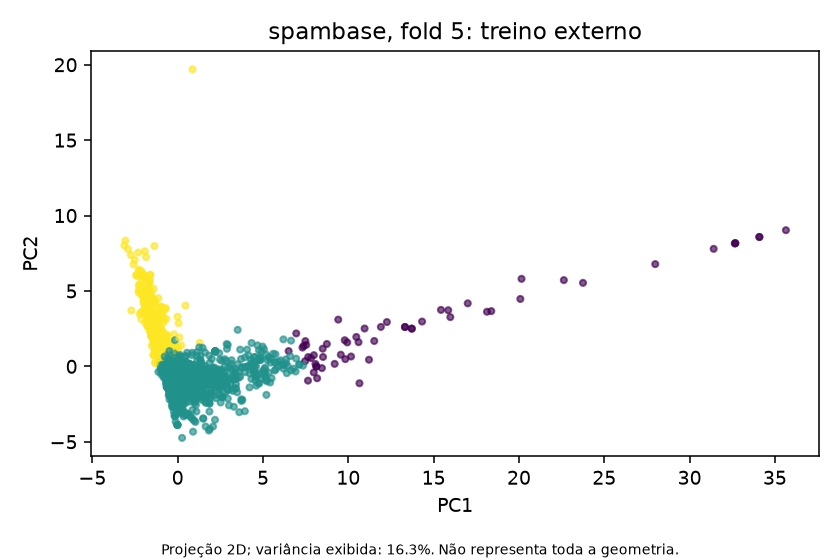 spambase, fold 5: treino externo
20
15
10
5
0
−5
PC2
−5 0 5 10 15 20 25 30 35
PC1
Projeção 2D; variância exibida: 16.3%. Não representa toda a geometria.